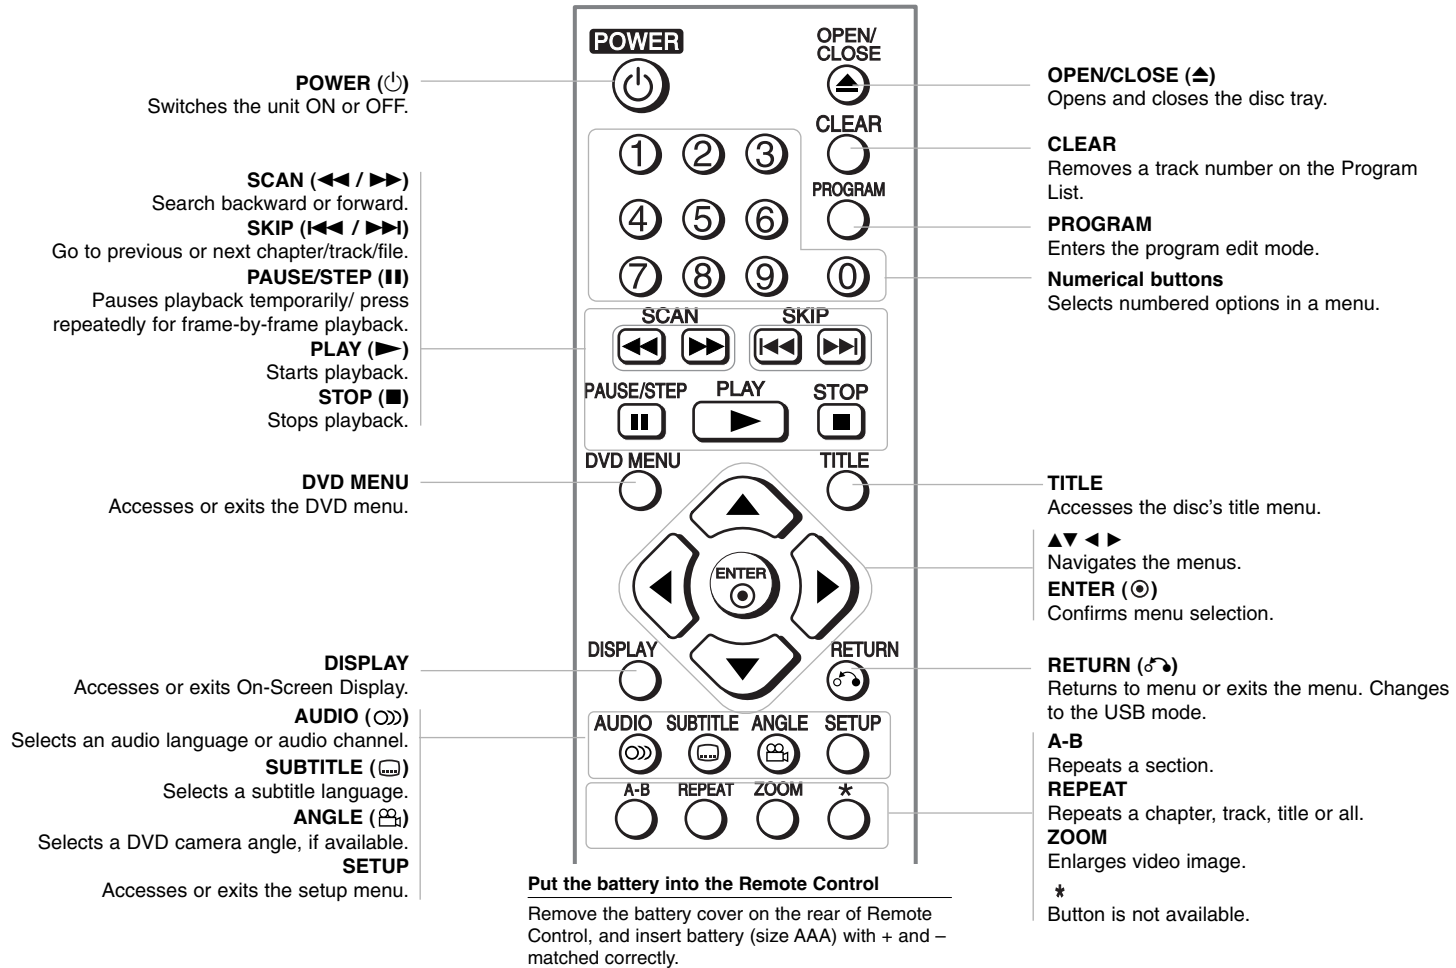 POWER (⏻)
Switches the unit ON or OFF.
SCAN (◀◀ / ▶▶)
Search backward or forward.
SKIP (I◀◀ / ▶▶I)
Go to previous or next chapter/track/file.
PAUSE/STEP (II)
Pauses playback temporarily/ press
repeatedly for frame-by-frame playback.
PLAY (▶)
Starts playback.
STOP (■)
Stops playback.
DVD MENU
Accesses or exits the DVD menu.
DISPLAY
Accesses or exits On-Screen Display.
AUDIO (O)))
Selects an audio language or audio channel.
SUBTITLE ( )
Selects a subtitle language.
ANGLE ( )
Selects a DVD camera angle, if available.
SETUP
Accesses or exits the setup menu.
POWER
OPEN/
CLOSE
CLEAR
1 2 3
PROGRAM
4 5 6
7 8 9 0
SCAN SKIP
PAUSE/STEP PLAY STOP
DVD MENU TITLE
ENTER
DISPLAY RETURN
AUDIO SUBTITLE ANGLE SETUP
A-B REPEAT ZOOM *
Put the battery into the Remote Control
Remove the battery cover on the rear of Remote
Control, and insert battery (size AAA) with + and –
matched correctly.
OPEN/CLOSE (⏏)
Opens and closes the disc tray.
CLEAR
Removes a track number on the Program
List.
PROGRAM
Enters the program edit mode.
Numerical buttons
Selects numbered options in a menu.
TITLE
Accesses the disc's title menu.
▲▼ ◀ ▶
Navigates the menus.
ENTER (◉)
Confirms menu selection.
RETURN ( )
Returns to menu or exits the menu. Changes
to the USB mode.
A-B
Repeats a section.
REPEAT
Repeats a chapter, track, title or all.
ZOOM
Enlarges video image.
*
Button is not available.